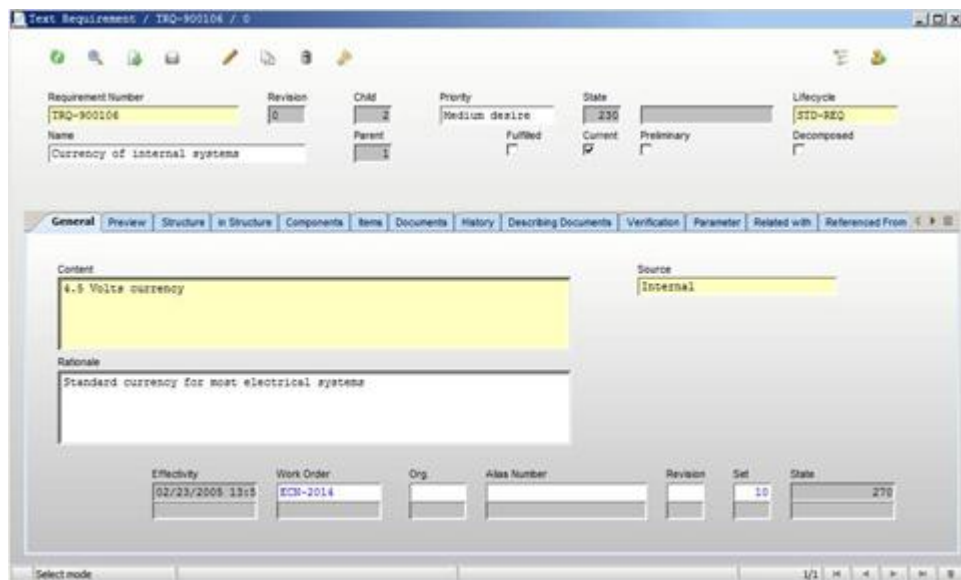 Text Requirement / TRQ-900106 / 0
Requirement Number Revision Child Priority State Lifecycle
TRQ-900106 0 2 Medium desire 230 STD-REQ
Name Parent Fulfilled Current Preliminary Decomposed
Currency of internal systems 1
General Preview Structure in Structure Components Items Documents History Describing Documents Verification Parameter Related with Referenced From
Content Source
4.5 Volts currency Internal
Rationale
Standard currency for most electrical systems
Effectivity Work Order Org. Alias Number Revision Set State
02/23/2005 13:5 ECN-2014 10 270
Select mode 1/1